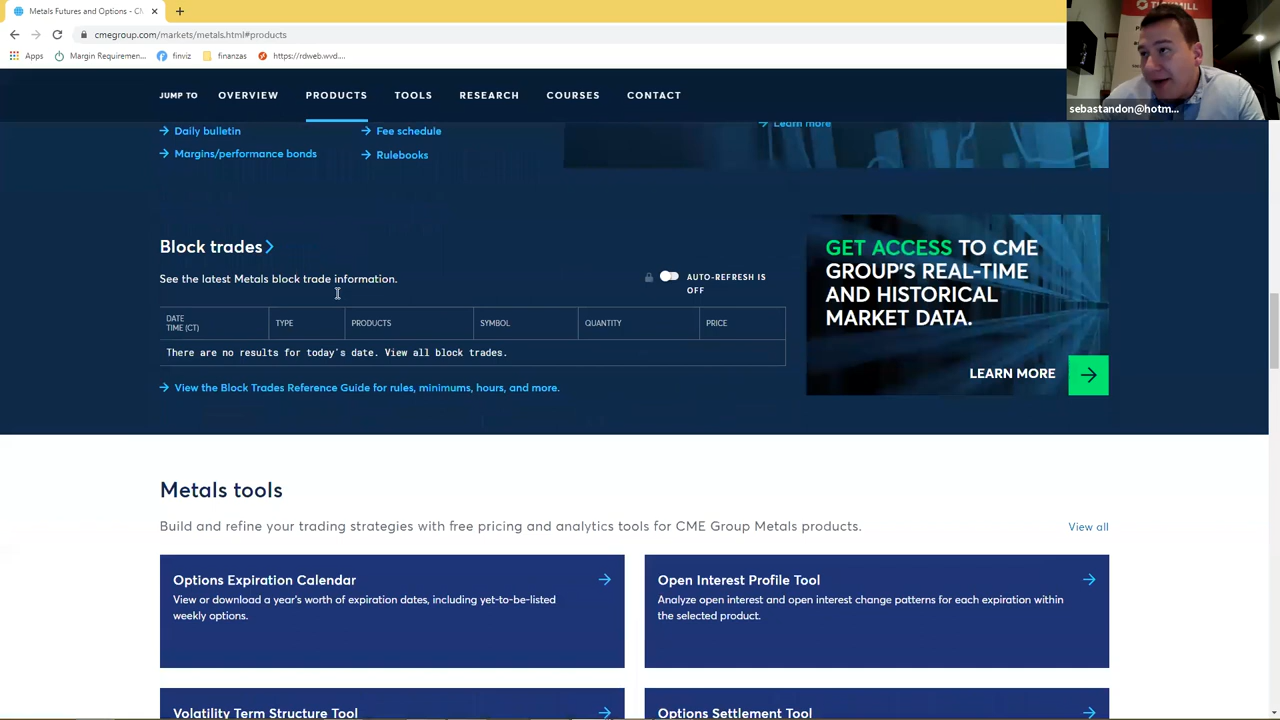 Metals Futures and Options - CM
cmegroup.com/markets/metals.html#products
Apps
Margin Requiremen...
finviz
finanzas
https://rdweb.wvd....
TICKMILL
sebastandon@hotm...
JUMP TO
OVERVIEW
PRODUCTS
TOOLS
RESEARCH
COURSES
CONTACT
Learn more
Daily bulletin
Fee schedule
Margins/performance bonds
Rulebooks
Block trades
See the latest Metals block trade information.
AUTO-REFRESH IS
OFF
DATE
TIME (CT)
TYPE
PRODUCTS
SYMBOL
QUANTITY
PRICE
There are no results for today's date. View all block trades.
View the Block Trades Reference Guide for rules, minimums, hours, and more.
GET ACCESS TO CME
GROUP'S REAL-TIME
AND HISTORICAL
MARKET DATA.
LEARN MORE
Metals tools
Build and refine your trading strategies with free pricing and analytics tools for CME Group Metals products.
View all
Options Expiration Calendar
View or download a year's worth of expiration dates, including yet-to-be-listed
weekly options.
Open Interest Profile Tool
Analyze open interest and open interest change patterns for each expiration within
the selected product.
Volatility Term Structure Tool
Options Settlement Tool